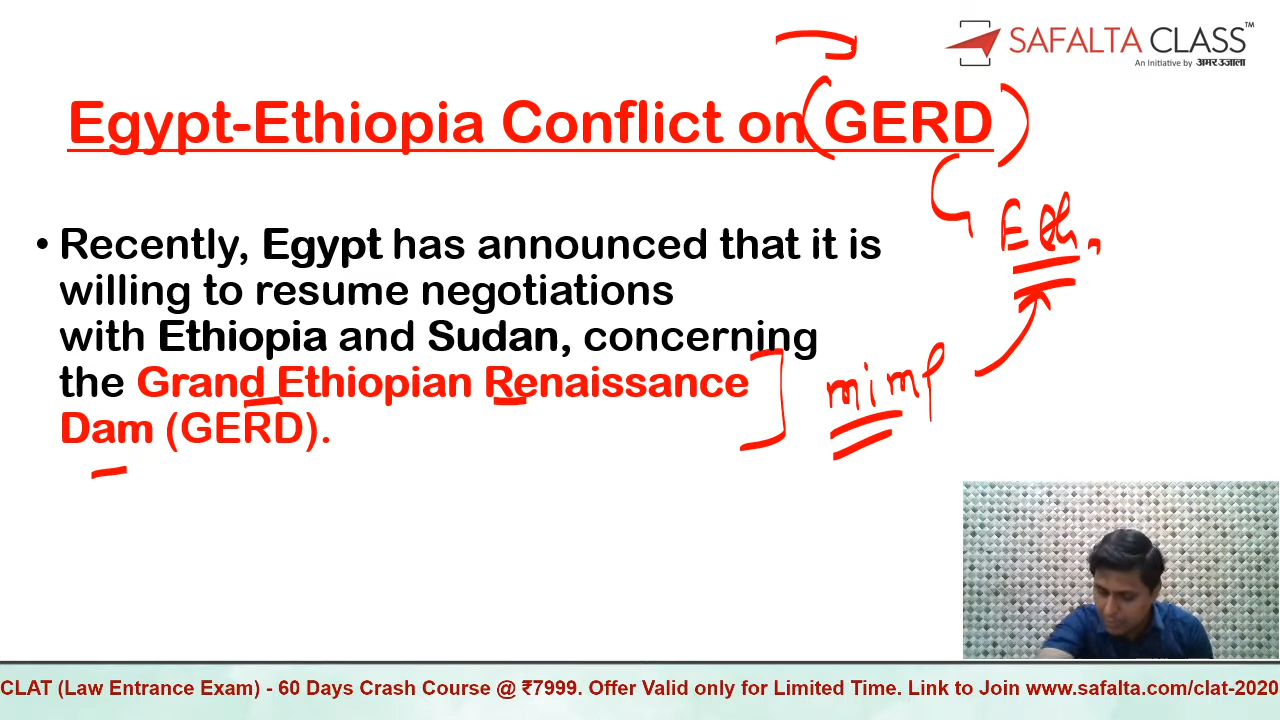 SAFALTA CLASS™
An Initiative by अमर उजाला
Egypt-Ethiopia Conflict on (GERD)
Eth,
• Recently, Egypt has announced that it is
willing to resume negotiations
with Ethiopia and Sudan, concerning
the Grand Ethiopian Renaissance
Dam (GERD).
mimp
CLAT (Law Entrance Exam) - 60 Days Crash Course @ ₹7999. Offer Valid only for Limited Time. Link to Join www.safalta.com/clat-2020